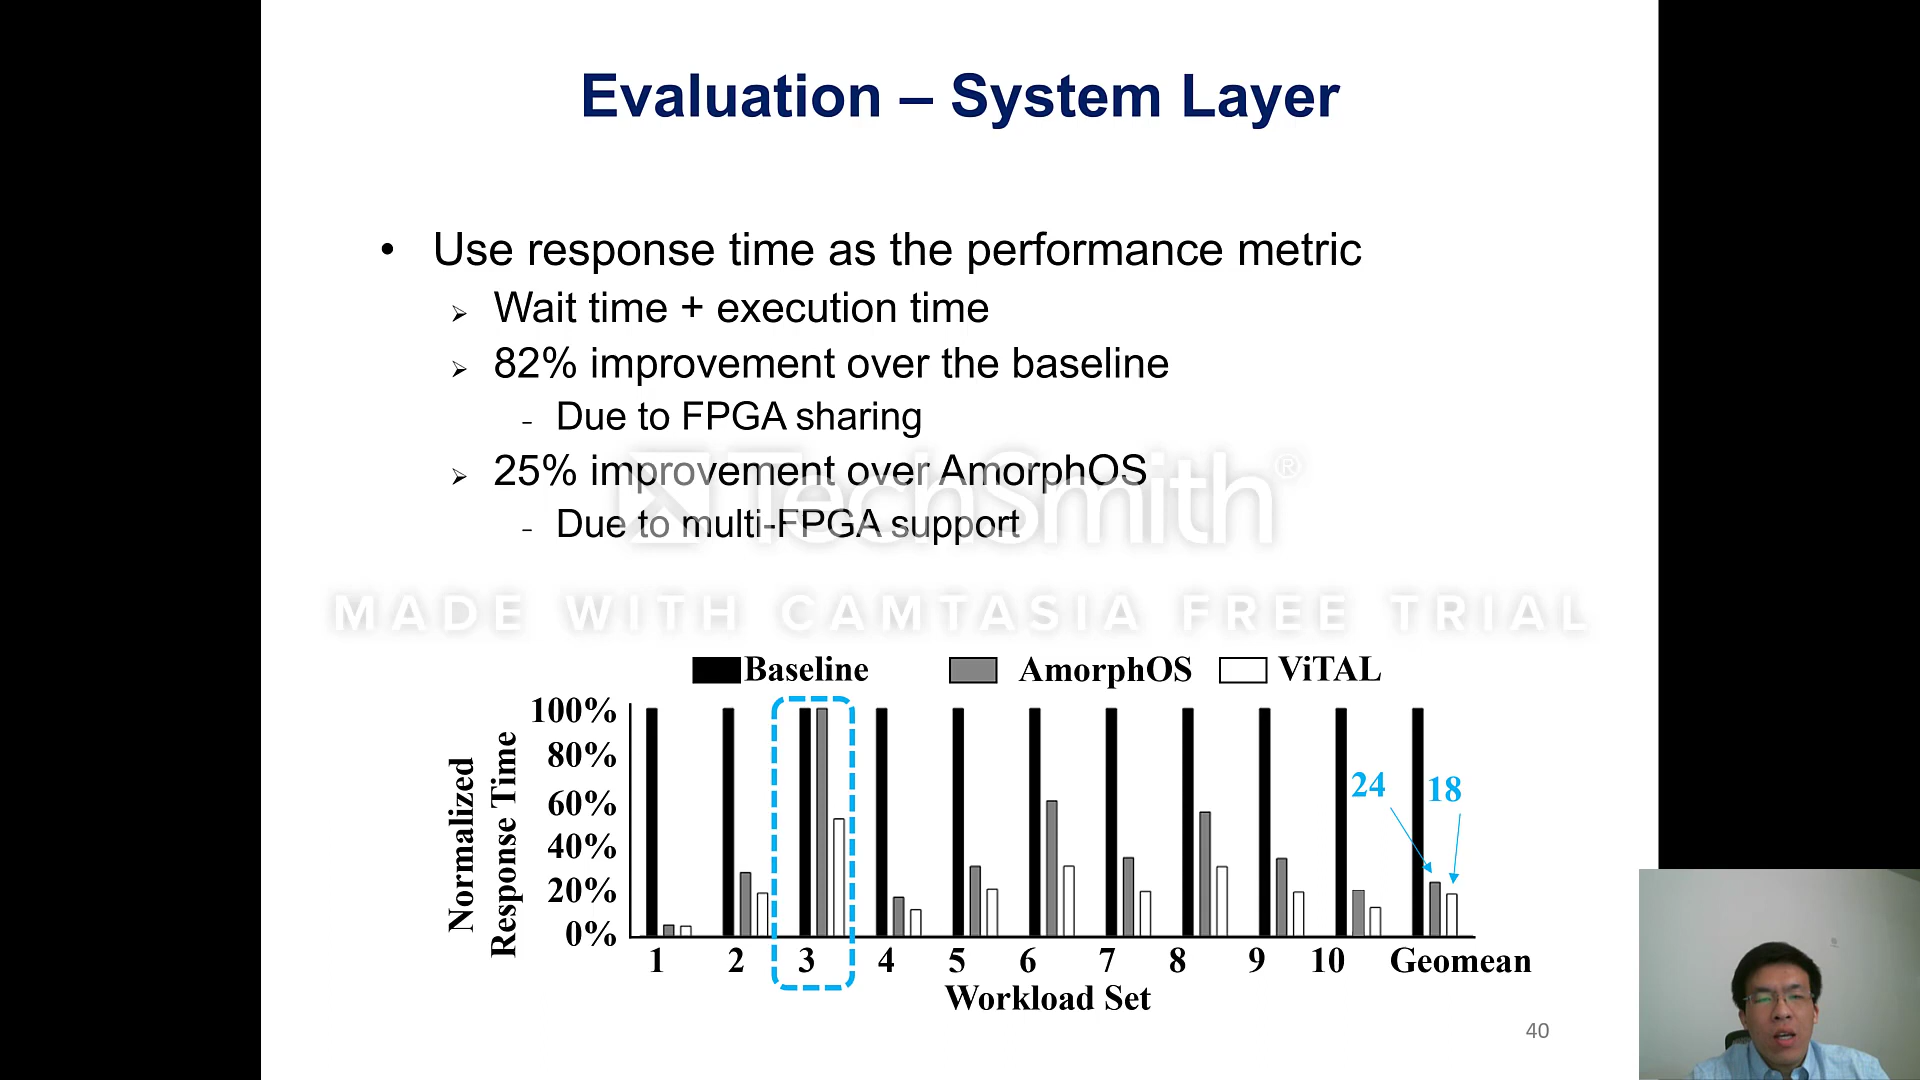 Evaluation – System Layer
• Use response time as the performance metric
➢ Wait time + execution time
➢ 82% improvement over the baseline
- Due to FPGA sharing
➢ 25% improvement over AmorphOS
- Due to multi-FPGA support
TechSmith®
MADE WITH CAMTASIA FREE TRIAL
Baseline AmorphOS ViTAL
Normalized
Response Time
100%
80%
60%
40%
20%
0%
24 18
1 2 3 4 5 6 7 8 9 10 Geomean
Workload Set
40